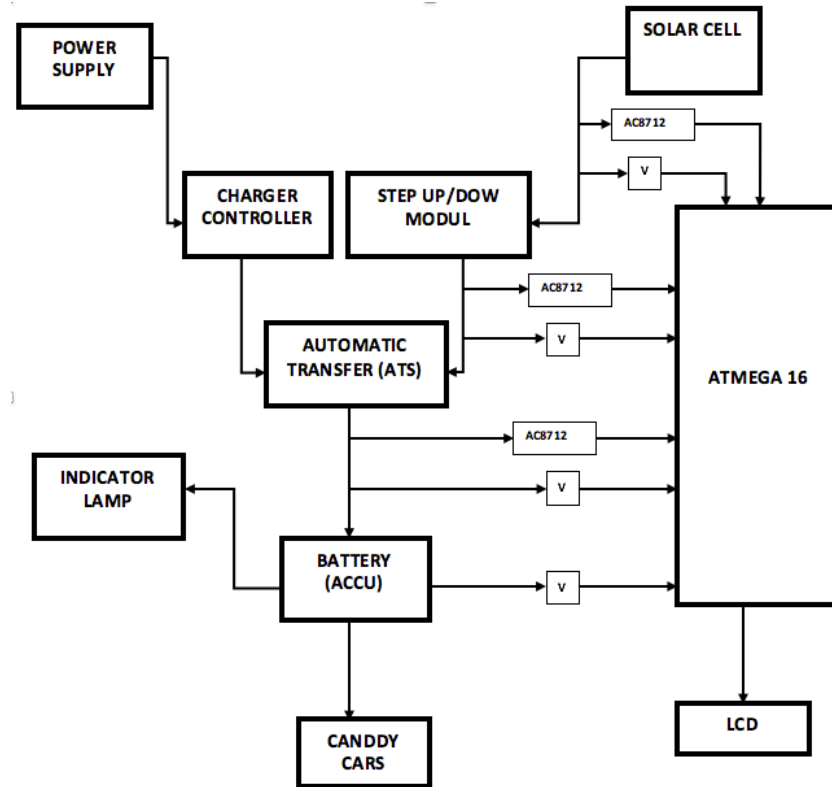 POWER
SUPPLY
SOLAR CELL
AC8712
V
CHARGER
CONTROLLER
STEP UP/DOW
MODUL
AC8712
V
AUTOMATIC
TRANSFER (ATS)
ATMEGA 16
AC8712
V
INDICATOR
LAMP
BATTERY
(ACCU)
V
CANDDY
CARS
LCD